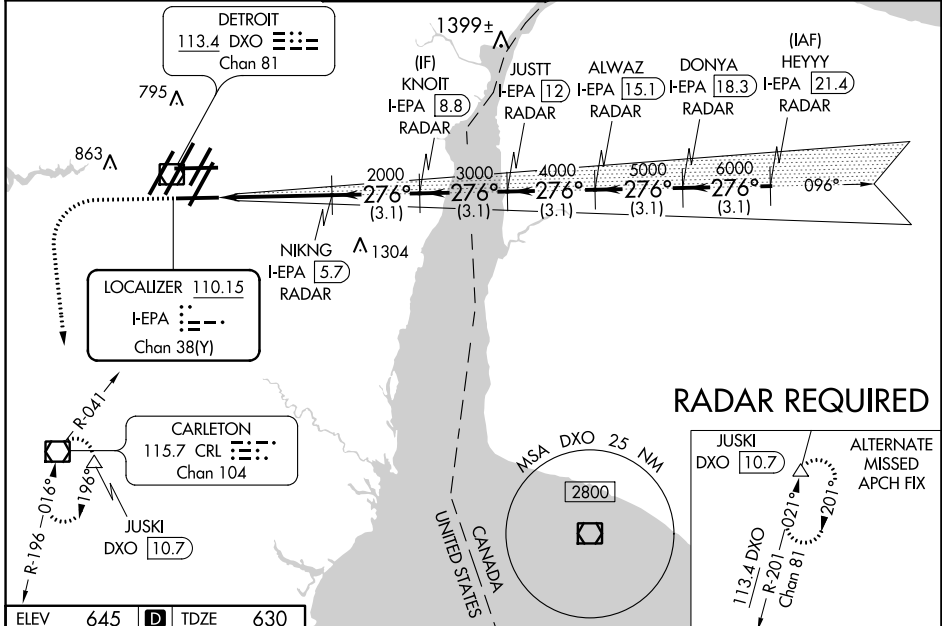 DETROIT
113.4 DXO
Chan 81
1399±
795
863
(IF)
KNOIT
I-EPA 8.8
RADAR
JUSTT
I-EPA 12
RADAR
ALWAZ
I-EPA 15.1
RADAR
DONYA
I-EPA 18.3
RADAR
(IAF)
HEYYY
I-EPA 21.4
RADAR
2000
276°
(3.1)
3000
276°
(3.1)
4000
276°
(3.1)
5000
276°
(3.1)
6000
276°
(3.1)
096°
NIKNG
I-EPA 5.7
RADAR
1304
LOCALIZER 110.15
I-EPA
Chan 38(Y)
R-041
CARLETON
115.7 CRL
Chan 104
016°
196°
R-196
JUSKI
DXO 10.7
RADAR REQUIRED
MSA DXO 25 NM
2800
CANADA
UNITED STATES
JUSKI
DXO 10.7
ALTERNATE
MISSED
APCH FIX
021°
201°
113.4 DXO
R-201
Chan 81
ELEV 645 D TDZE 630